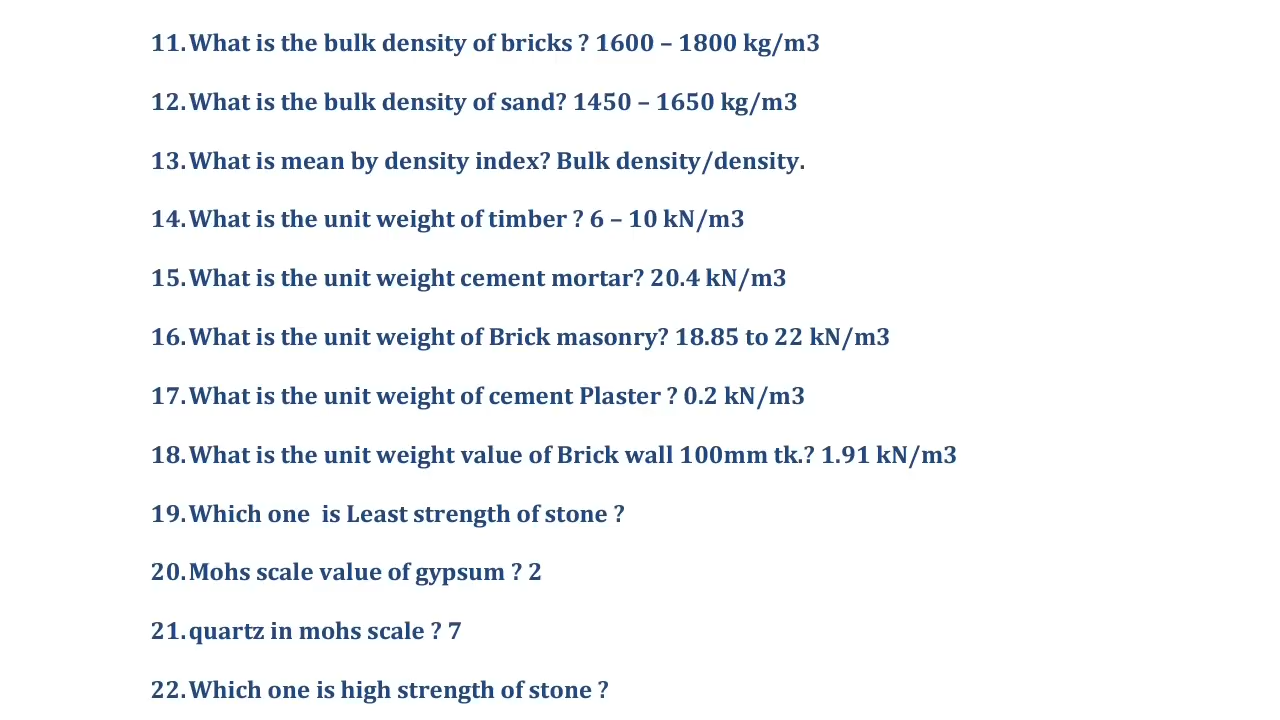 11.What is the bulk density of bricks ? 1600 – 1800 kg/m3
12.What is the bulk density of sand? 1450 – 1650 kg/m3
13.What is mean by density index? Bulk density/density.
14.What is the unit weight of timber ? 6 – 10 kN/m3
15.What is the unit weight cement mortar? 20.4 kN/m3
16.What is the unit weight of Brick masonry? 18.85 to 22 kN/m3
17.What is the unit weight of cement Plaster ? 0.2 kN/m3
18.What is the unit weight value of Brick wall 100mm tk.? 1.91 kN/m3
19.Which one  is Least strength of stone ?
20.Mohs scale value of gypsum ? 2
21.quartz in mohs scale ? 7
22.Which one is high strength of stone ?